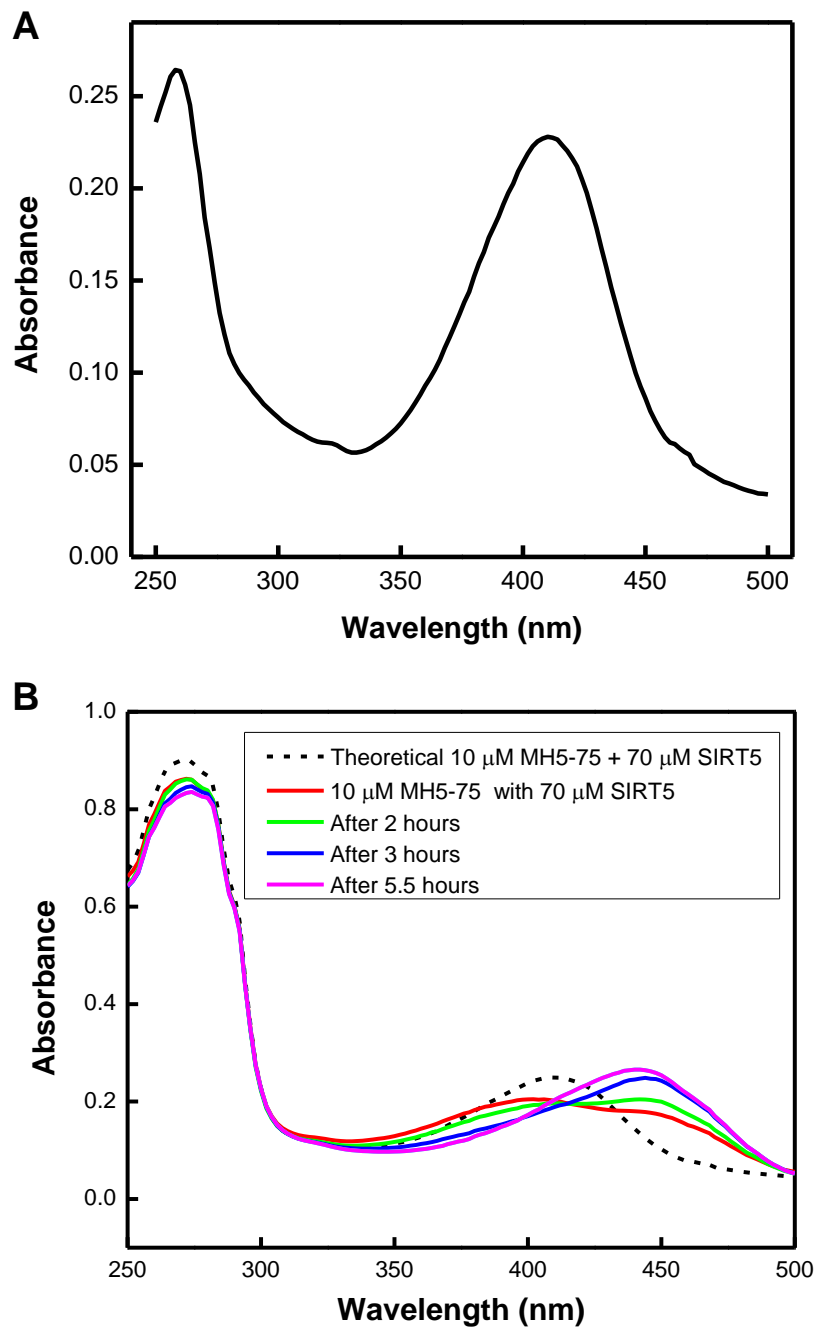 A
Absorbance
0.25
0.20
0.15
0.10
0.05
0.00
250 300 350 400 450 500
Wavelength (nm)
B
Absorbance
1.0
0.8
0.6
0.4
0.2
0.0
Theoretical 10 μM MH5-75 + 70 μM SIRT5
10 μM MH5-75 with 70 μM SIRT5
After 2 hours
After 3 hours
After 5.5 hours
250 300 350 400 450 500
Wavelength (nm)